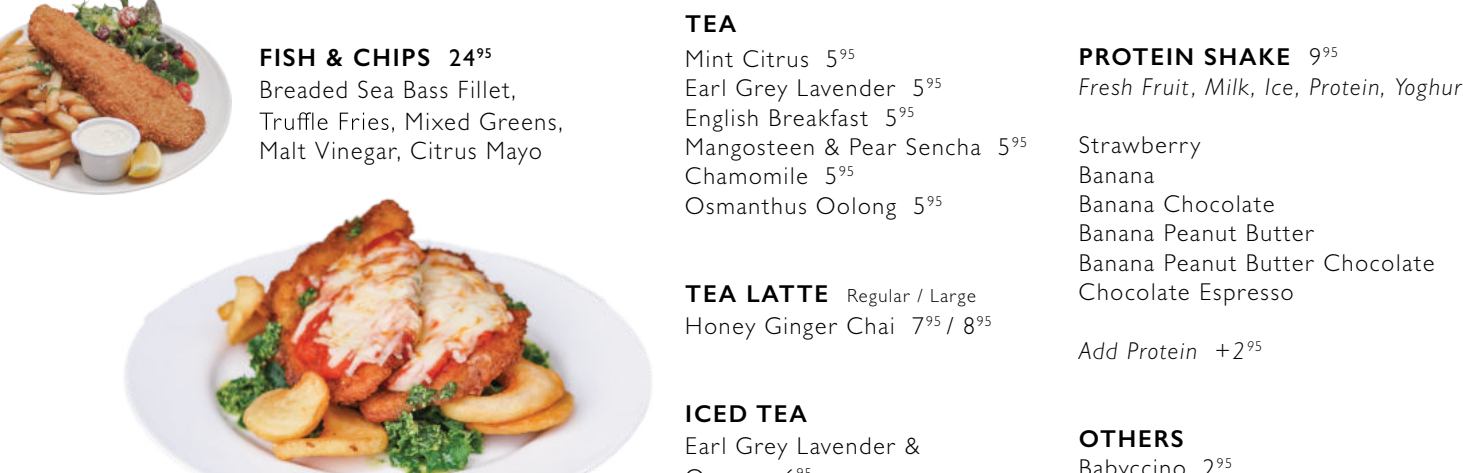 FISH & CHIPS 24⁹⁵
Breaded Sea Bass Fillet,
Truffle Fries, Mixed Greens,
Malt Vinegar, Citrus Mayo
TEA
Mint Citrus 5⁹⁵
Earl Grey Lavender 5⁹⁵
English Breakfast 5⁹⁵
Mangosteen & Pear Sencha 5⁹⁵
Chamomile 5⁹⁵
Osmanthus Oolong 5⁹⁵
TEA LATTE Regular / Large
Honey Ginger Chai 7⁹⁵ / 8⁹⁵
ICED TEA
Earl Grey Lavender &
PROTEIN SHAKE 9⁹⁵
Fresh Fruit, Milk, Ice, Protein, Yoghur
Strawberry
Banana
Banana Chocolate
Banana Peanut Butter
Banana Peanut Butter Chocolate
Chocolate Espresso
Add Protein +2⁹⁵
OTHERS
Babyccino 2⁹⁵